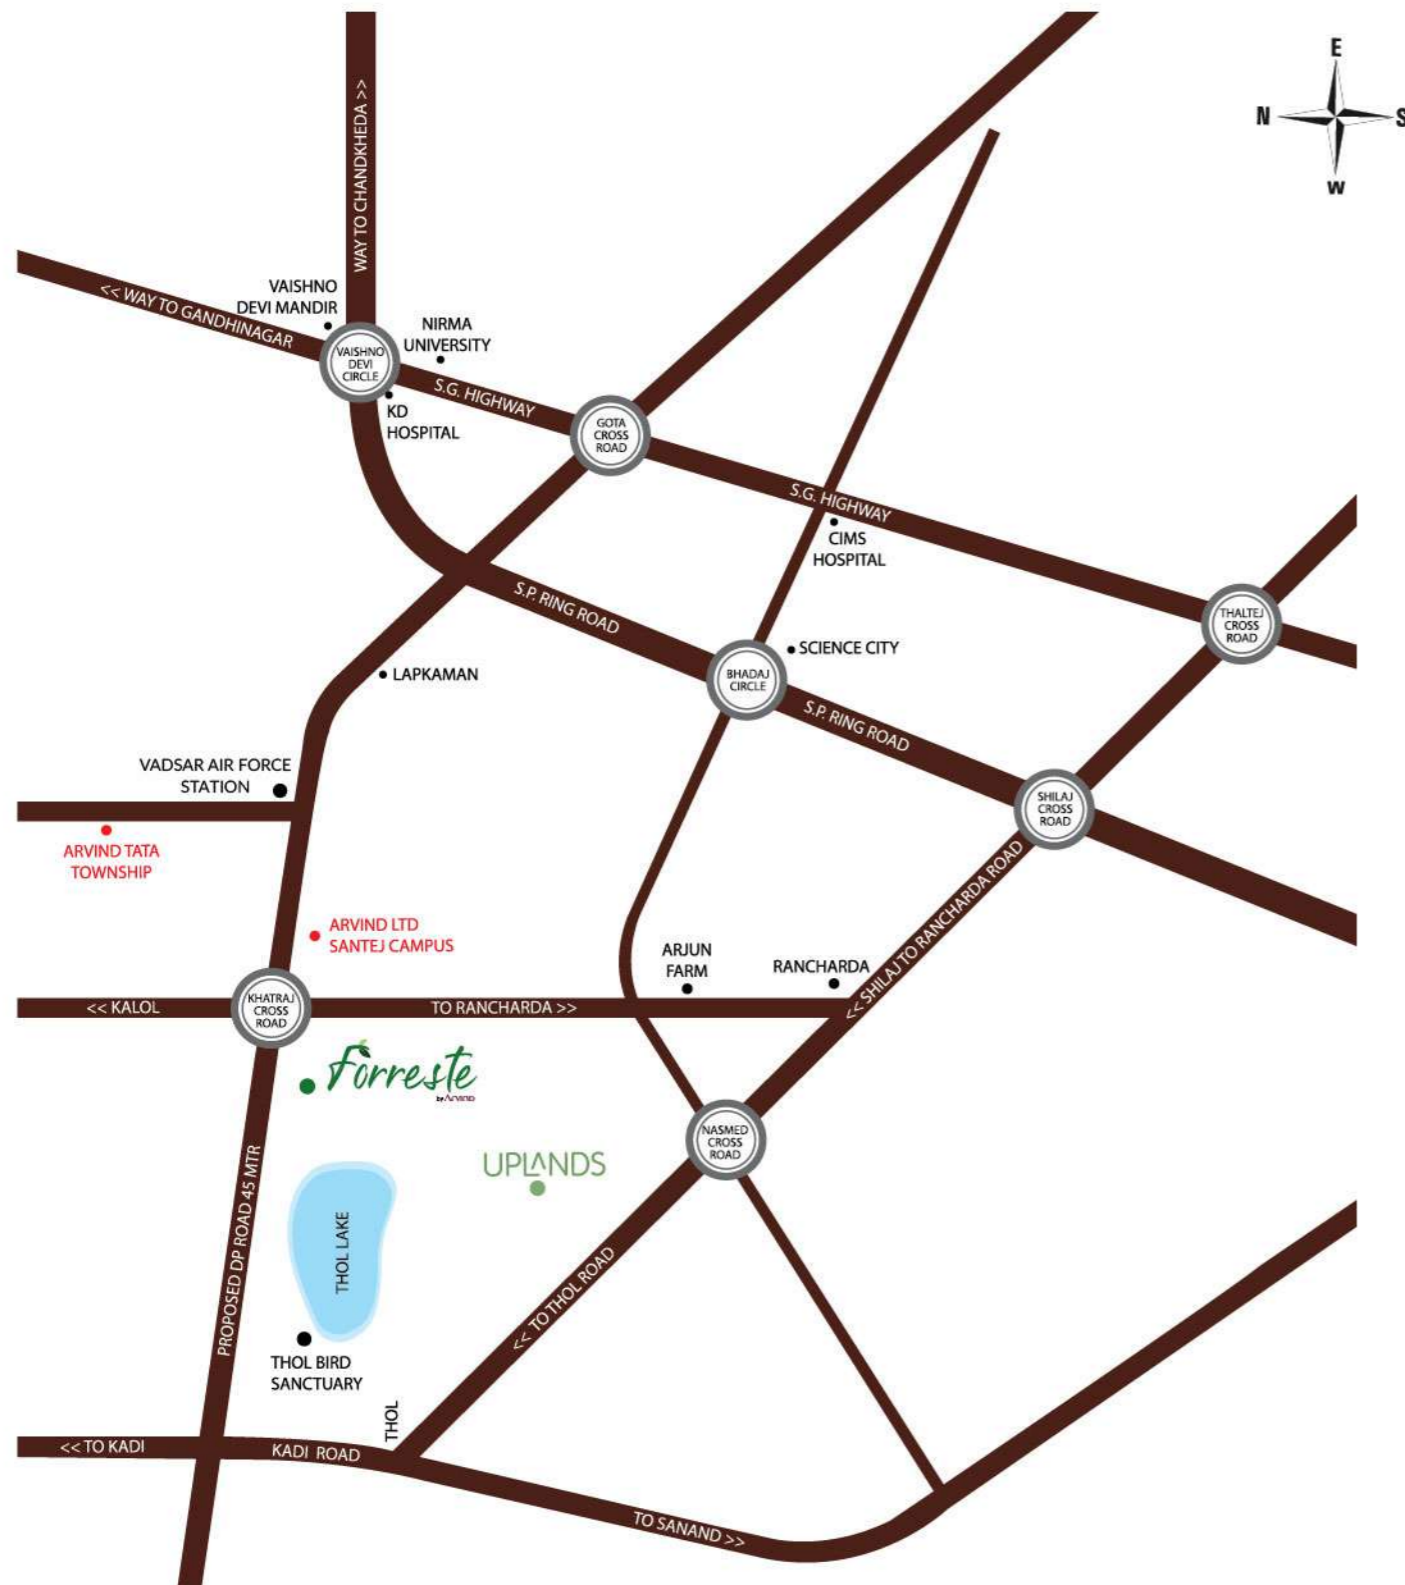 E
N
S
W
WAY TO CHANDKHEDA >>
<< WAY TO GANDHINAGAR
VAISHNO
DEVI MANDIR
NIRMA
UNIVERSITY
VAISHNO
DEVI
CIRCLE
S.G. HIGHWAY
KD
HOSPITAL
GOTA
CROSS
ROAD
S.G. HIGHWAY
CIMS
HOSPITAL
S.P. RING ROAD
THALTEJ
CROSS
ROAD
SCIENCE CITY
LAPKAMAN
BHADAJ
CIRCLE
S.P. RING ROAD
VADSAR AIR FORCE
STATION
SHILAJ
CROSS
ROAD
ARVIND TATA
TOWNSHIP
<< SHILAJ TO RANCHARDA ROAD
ARVIND LTD
SANTEJ CAMPUS
ARJUN
FARM
RANCHARDA
<< KALOL
KHATRAJ
CROSS
ROAD
TO RANCHARDA >>
Forreste
by ARVIND
NASMED
CROSS
ROAD
UPLANDS
PROPOSED DP ROAD 45 MTR
THOL LAKE
<< TO THOL ROAD
THOL BIRD
SANCTUARY
THOL
<< TO KADI
KADI ROAD
TO SANAND >>